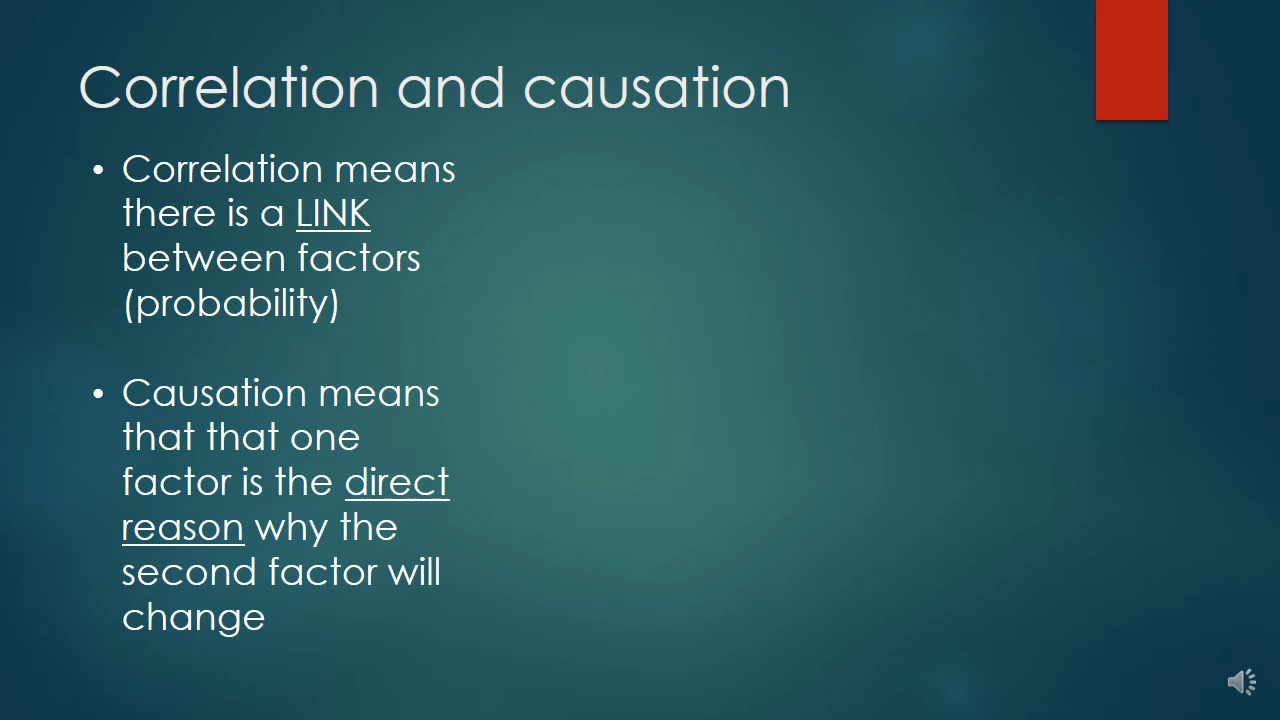 Correlation and causation
• Correlation means
there is a LINK
between factors
(probability)
• Causation means
that that one
factor is the direct
reason why the
second factor will
change